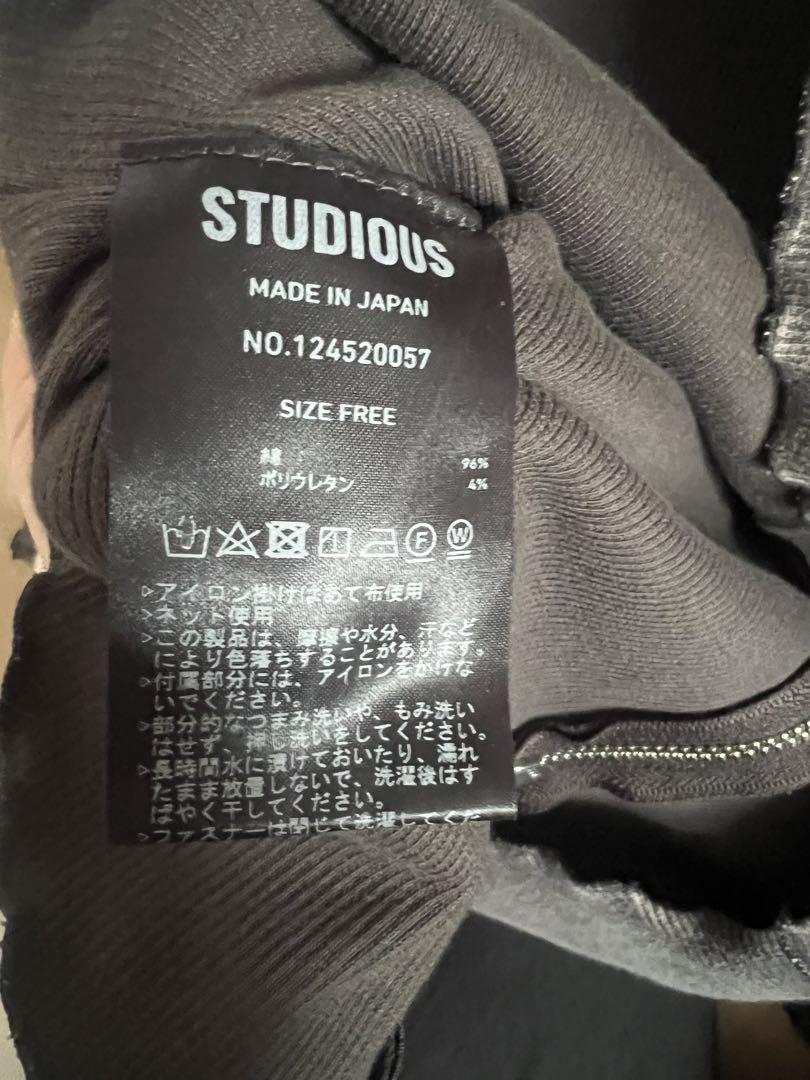 STUDIOUS
MADE IN JAPAN
NO.124520057
SIZE FREE
綿 96%
ポリウレタン 4%
F W
▷アイロン掛けはあて布使用
▷ネット使用
▷この製品は、摩擦や水分、汗など
により色落ちすることがあります。
▷付属部分には、アイロンをかけな
いでください。
▷部分的なつまみ洗いや、もみ洗い
はせず、押し洗いをしてください。
▷長時間水に漬けておいたり、濡れ
たまま放置しないで、洗濯後はす
ばやく干してください。
▷ファスナーは閉じて洗濯してくだ